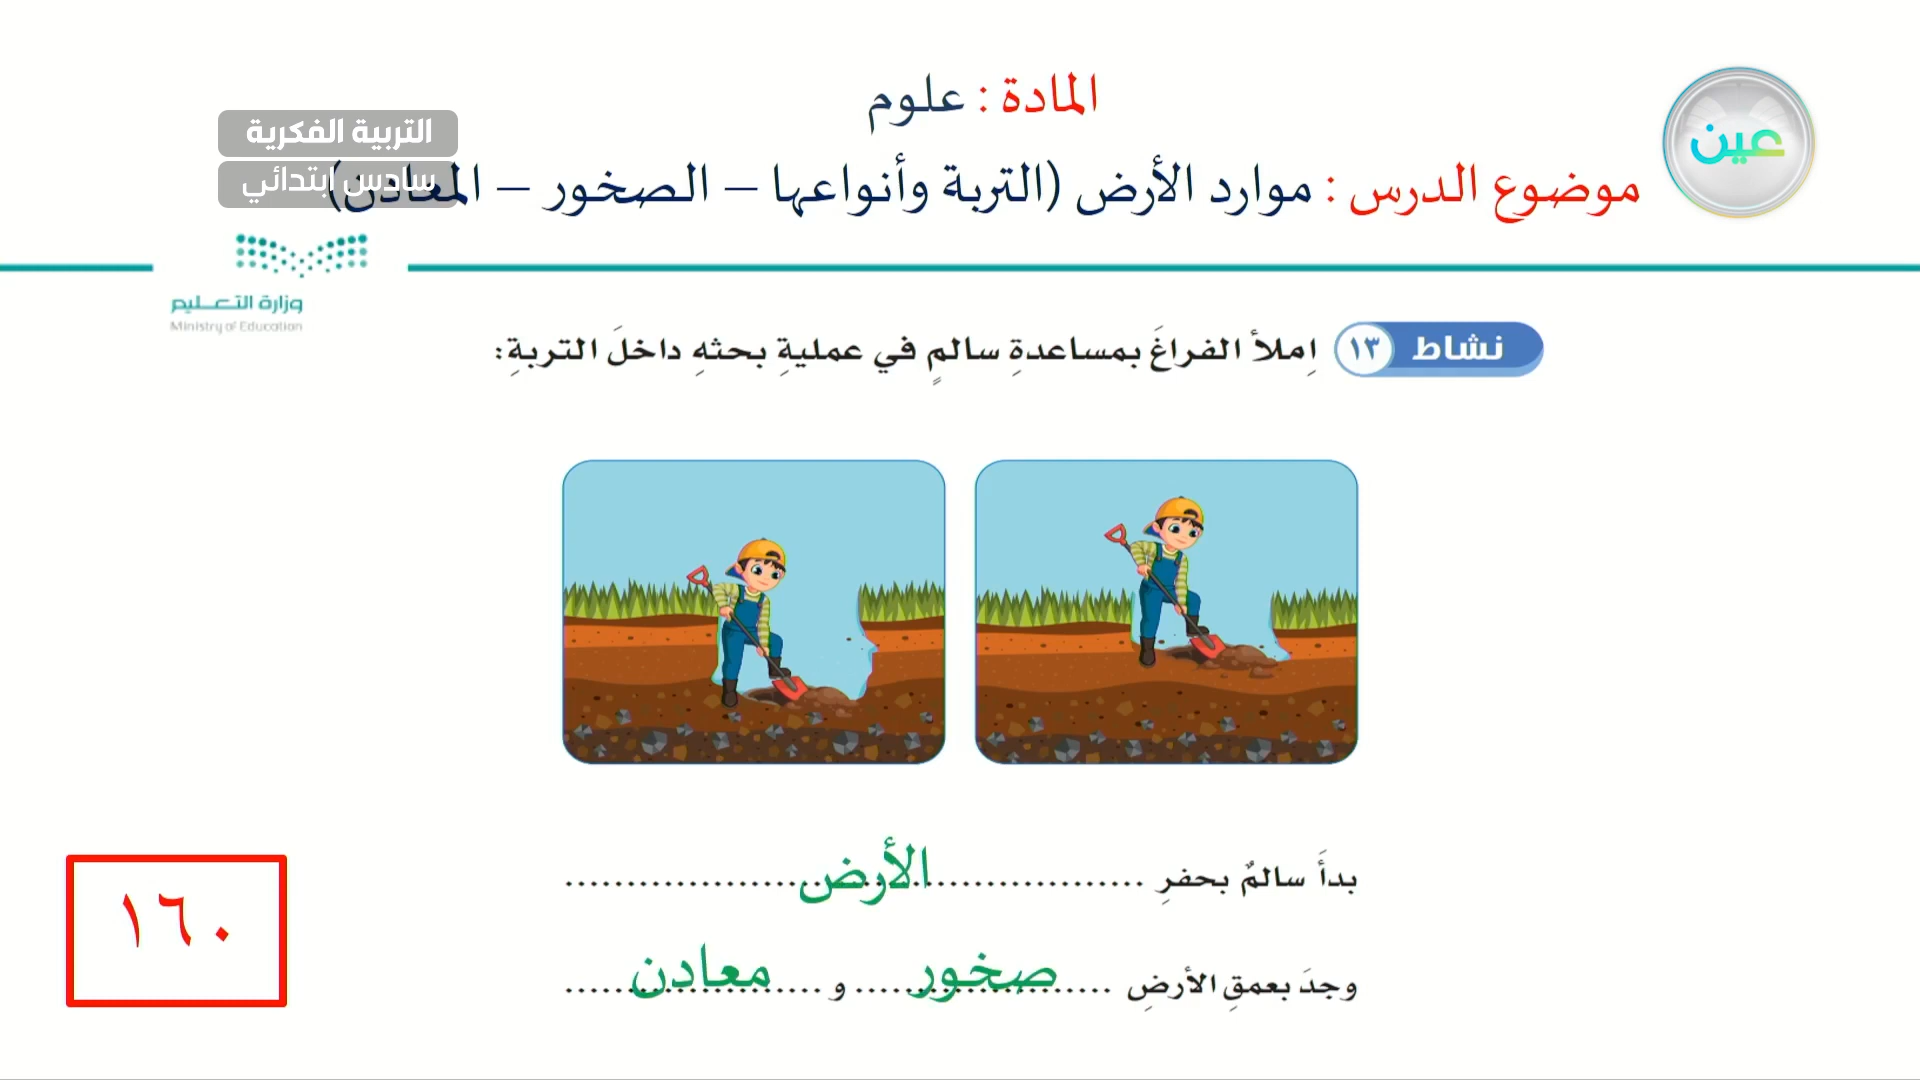 المادة : علوم
التربية الفكرية
سادس ابتدائي
موضوع الدرس : موارد الأرض (التربة وأنواعها – الصخور – المعادن)
عين
وزارة التعليم
Ministry of Education
نشاط ١٣ اِملأ الفراغَ بمساعدةِ سالمٍ في عمليةِ بحثهِ داخلَ التربةِ:
بدأَ سالمٌ بحفرِ الأرض
وجدَ بعمقِ الأرضِ صخور و معادن
١٦٠